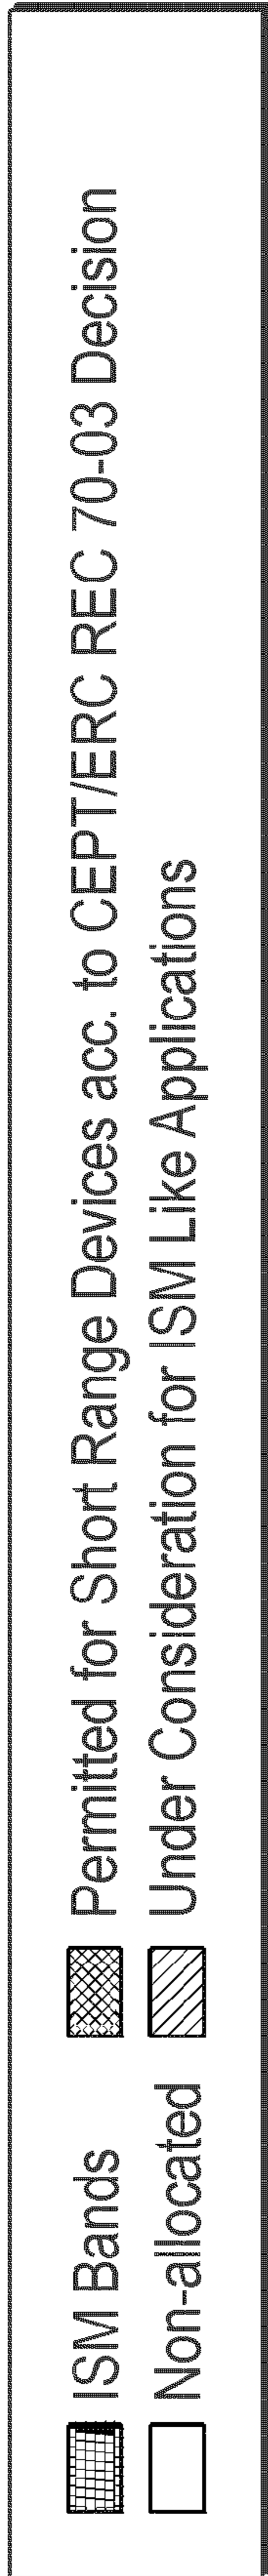 ISM Bands Permitted for Short Range Devices acc. to CEPT/ERC REC 70-03 Decision
Non-allocated Under Consideration for ISM Like Applications